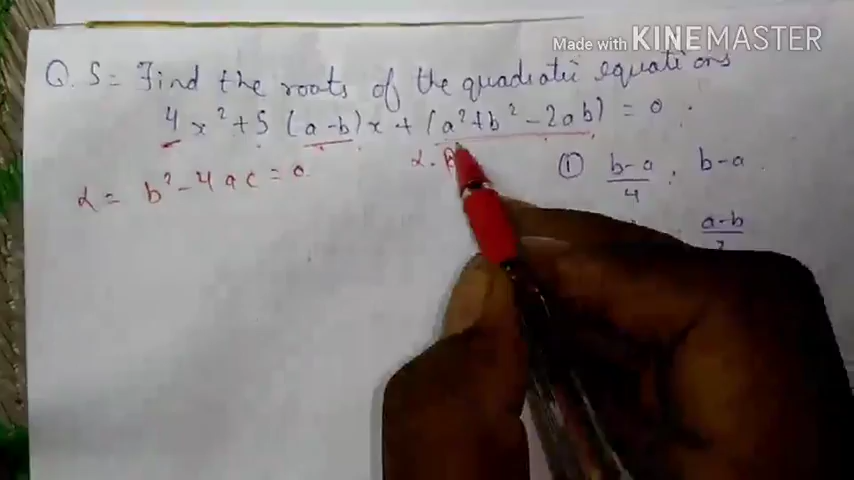 Made with KINEMASTER
Q. 5 = Find the roots of the quadratic equations
4x² + 5 (a-b)x + (a²+b²-2ab) = 0 .
α = b² - 4ac = 0
① b-a/4 , b-a
a-b/2